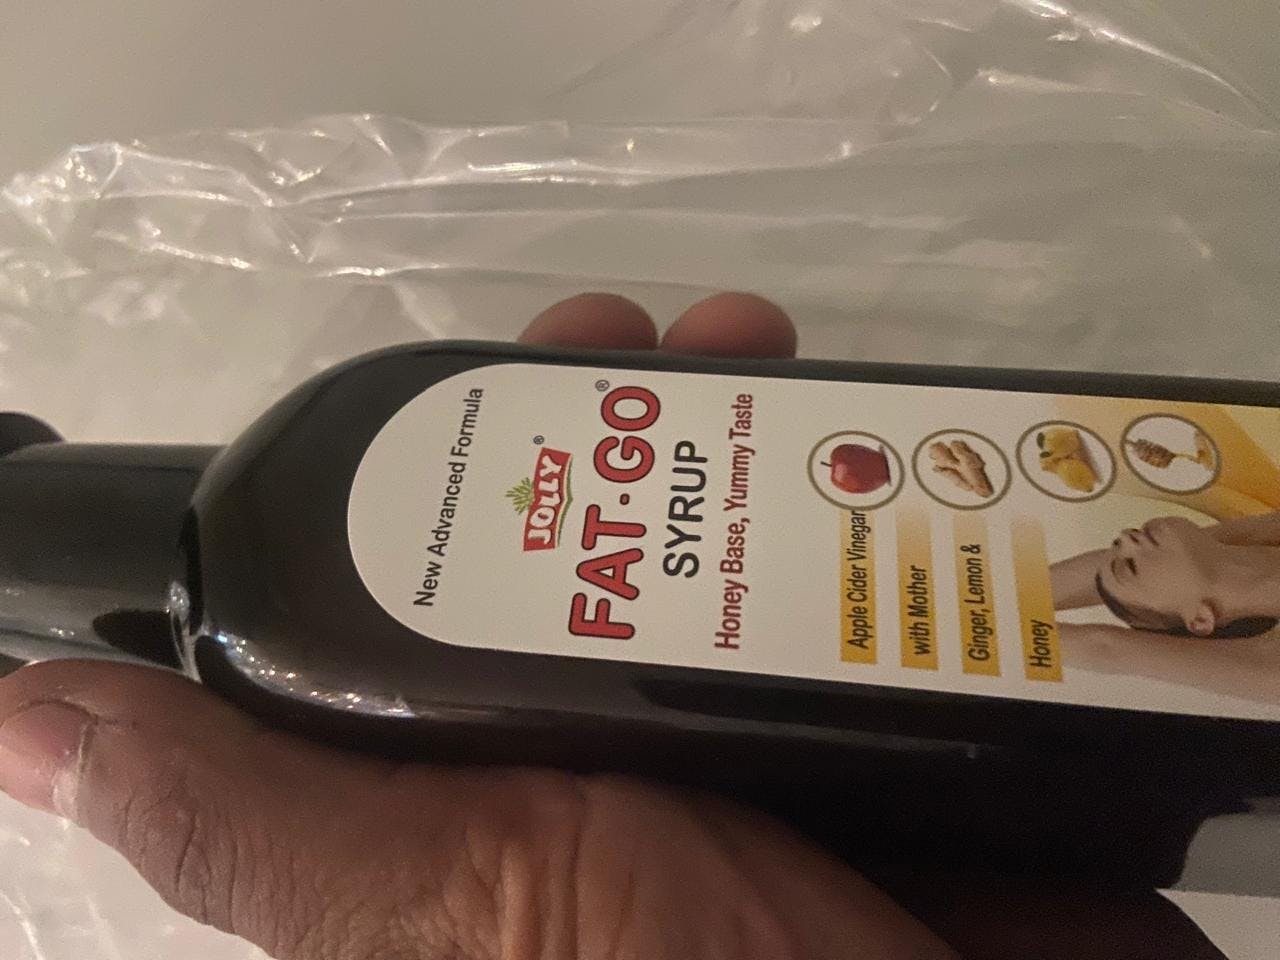 New Advanced Formula
JOLLY®
FAT·GO®
SYRUP
Honey Base, Yummy Taste
Apple Cider Vinegar
with Mother
Ginger, Lemon &
Honey